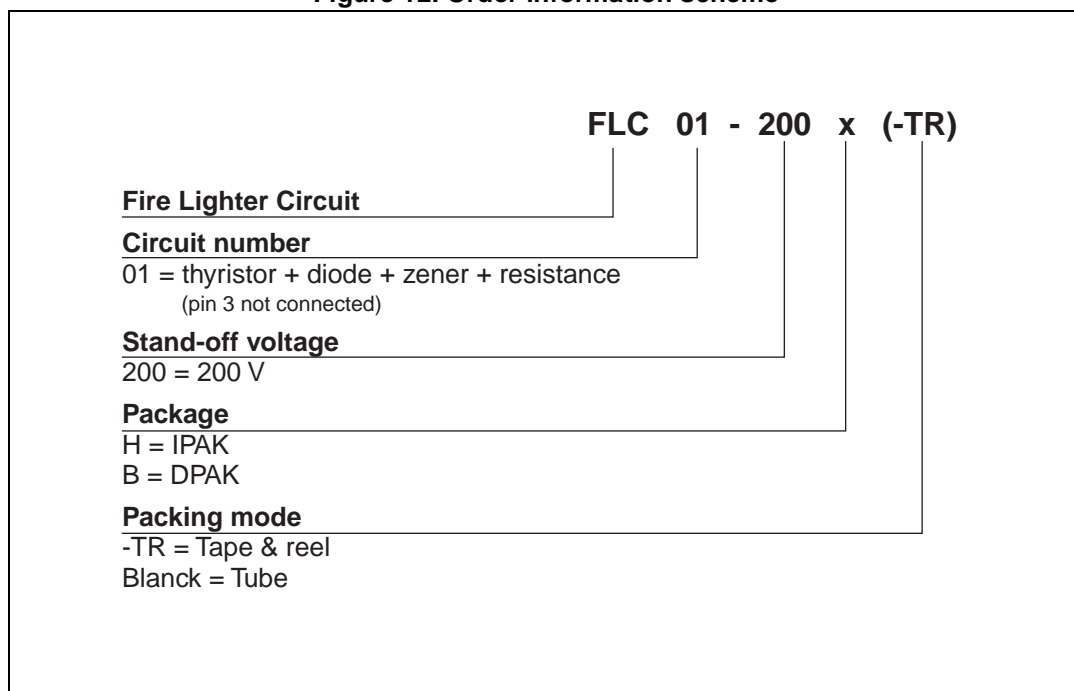 Figure 12. Order information scheme
FLC 01 - 200 x (-TR)
Fire Lighter Circuit
Circuit number
01 = thyristor + diode + zener + resistance
(pin 3 not connected)
Stand-off voltage
200 = 200 V
Package
H = IPAK
B = DPAK
Packing mode
-TR = Tape & reel
Blanck = Tube